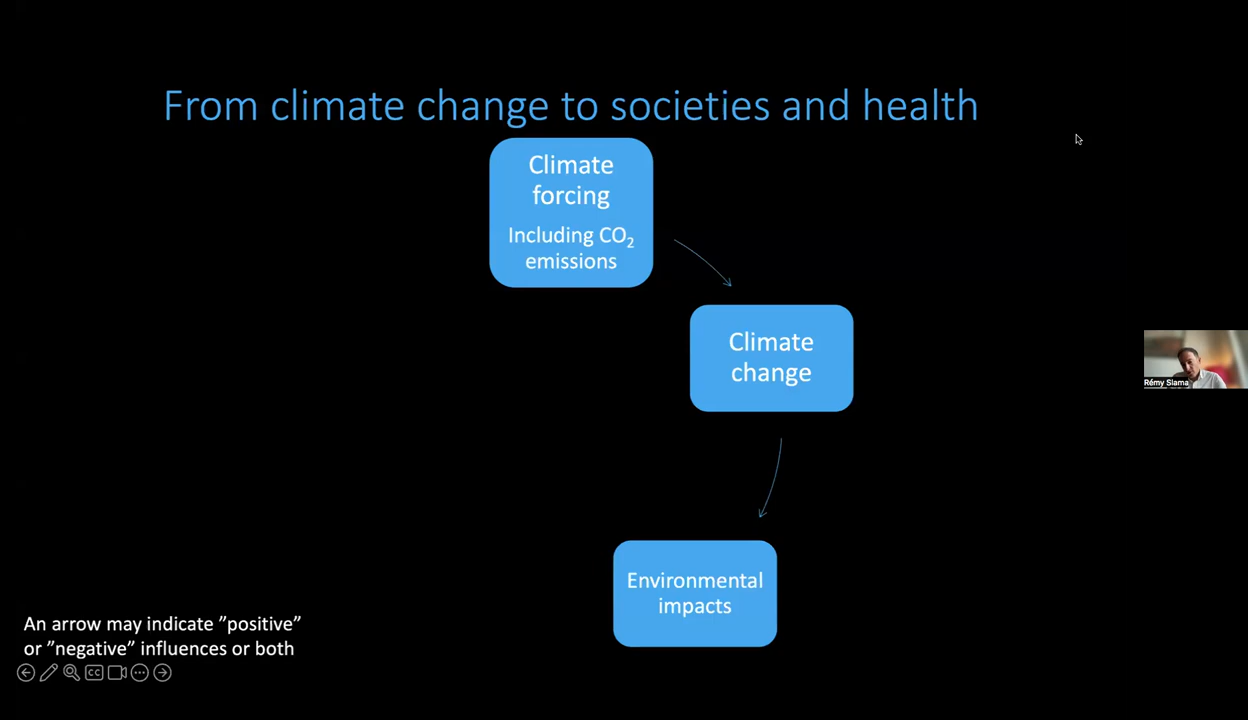 From climate change to societies and health
Climate
forcing
Including CO₂
emissions
Climate
change
Rémy Slama
Environmental
impacts
An arrow may indicate ”positive”
or ”negative” influences or both
CC